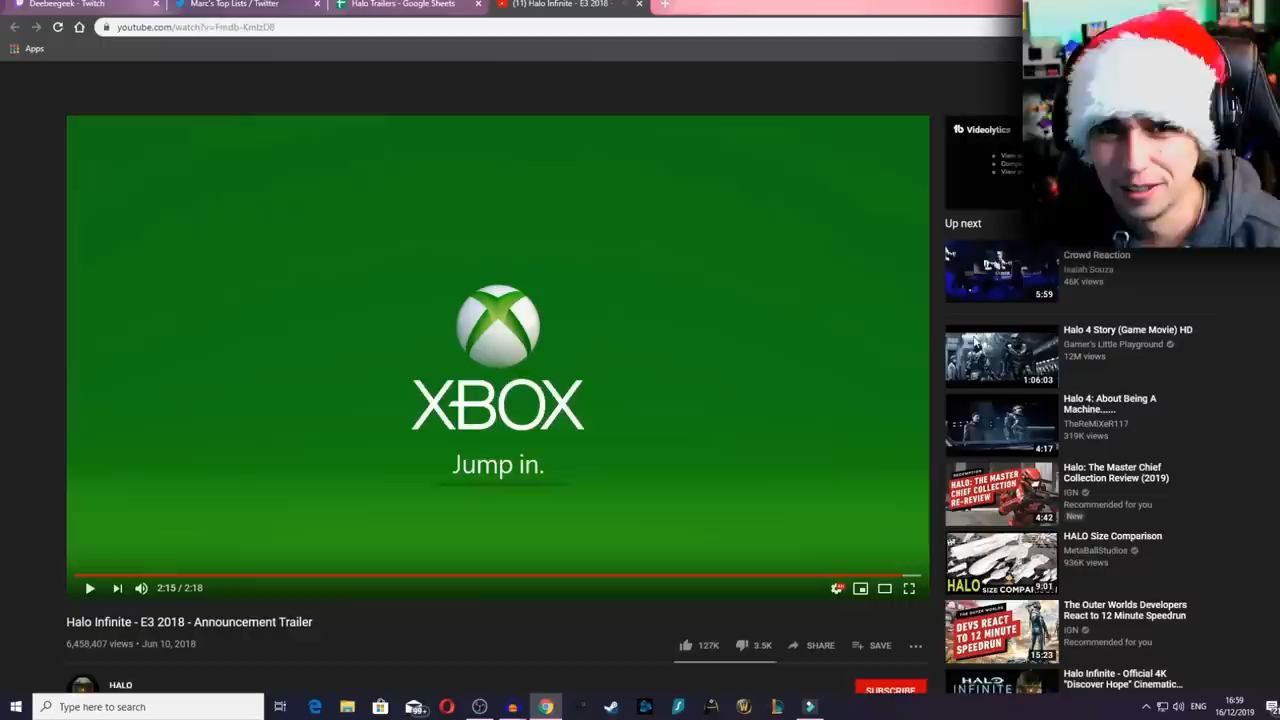 Deebeegeek - Twitch
Marc's Top Lists / Twitter
Halo Trailers - Google Sheets
(11) Halo Infinite - E3 2018 -
Apps
Videolytics
XBOX
Jump in.
2:15 / 2:18
Halo Infinite - E3 2018 - Announcement Trailer
6,458,407 views • Jun 10, 2018
127K
3.5K
SHARE
SAVE
HALO
SUBSCRIBE
Up next
Crowd Reaction
Isaiah Souza
46K views
5:59
Halo 4 Story (Game Movie) HD
Gamer's Little Playground
12M views
1:06:03
Halo 4: About Being A
Machine......
TheReMiXeR117
319K views
4:17
Halo: The Master Chief
Collection Review (2019)
IGN
Recommended for you
New
REDEMPTION
HALO: THE MASTER
CHIEF COLLECTION
RE-REVIEW
4:42
HALO Size Comparison
MetaBallStudios
936K views
HALO
9:01
The Outer Worlds Developers
React to 12 Minute Speedrun
IGN
Recommended for you
DEVS REACT
TO 12 MINUTE
SPEEDRUN
15:23
Halo Infinite - Official 4K
"Discover Hope" Cinematic...
HALO
INFINITE
Type here to search
99+
ENG
16:59
16/12/2019